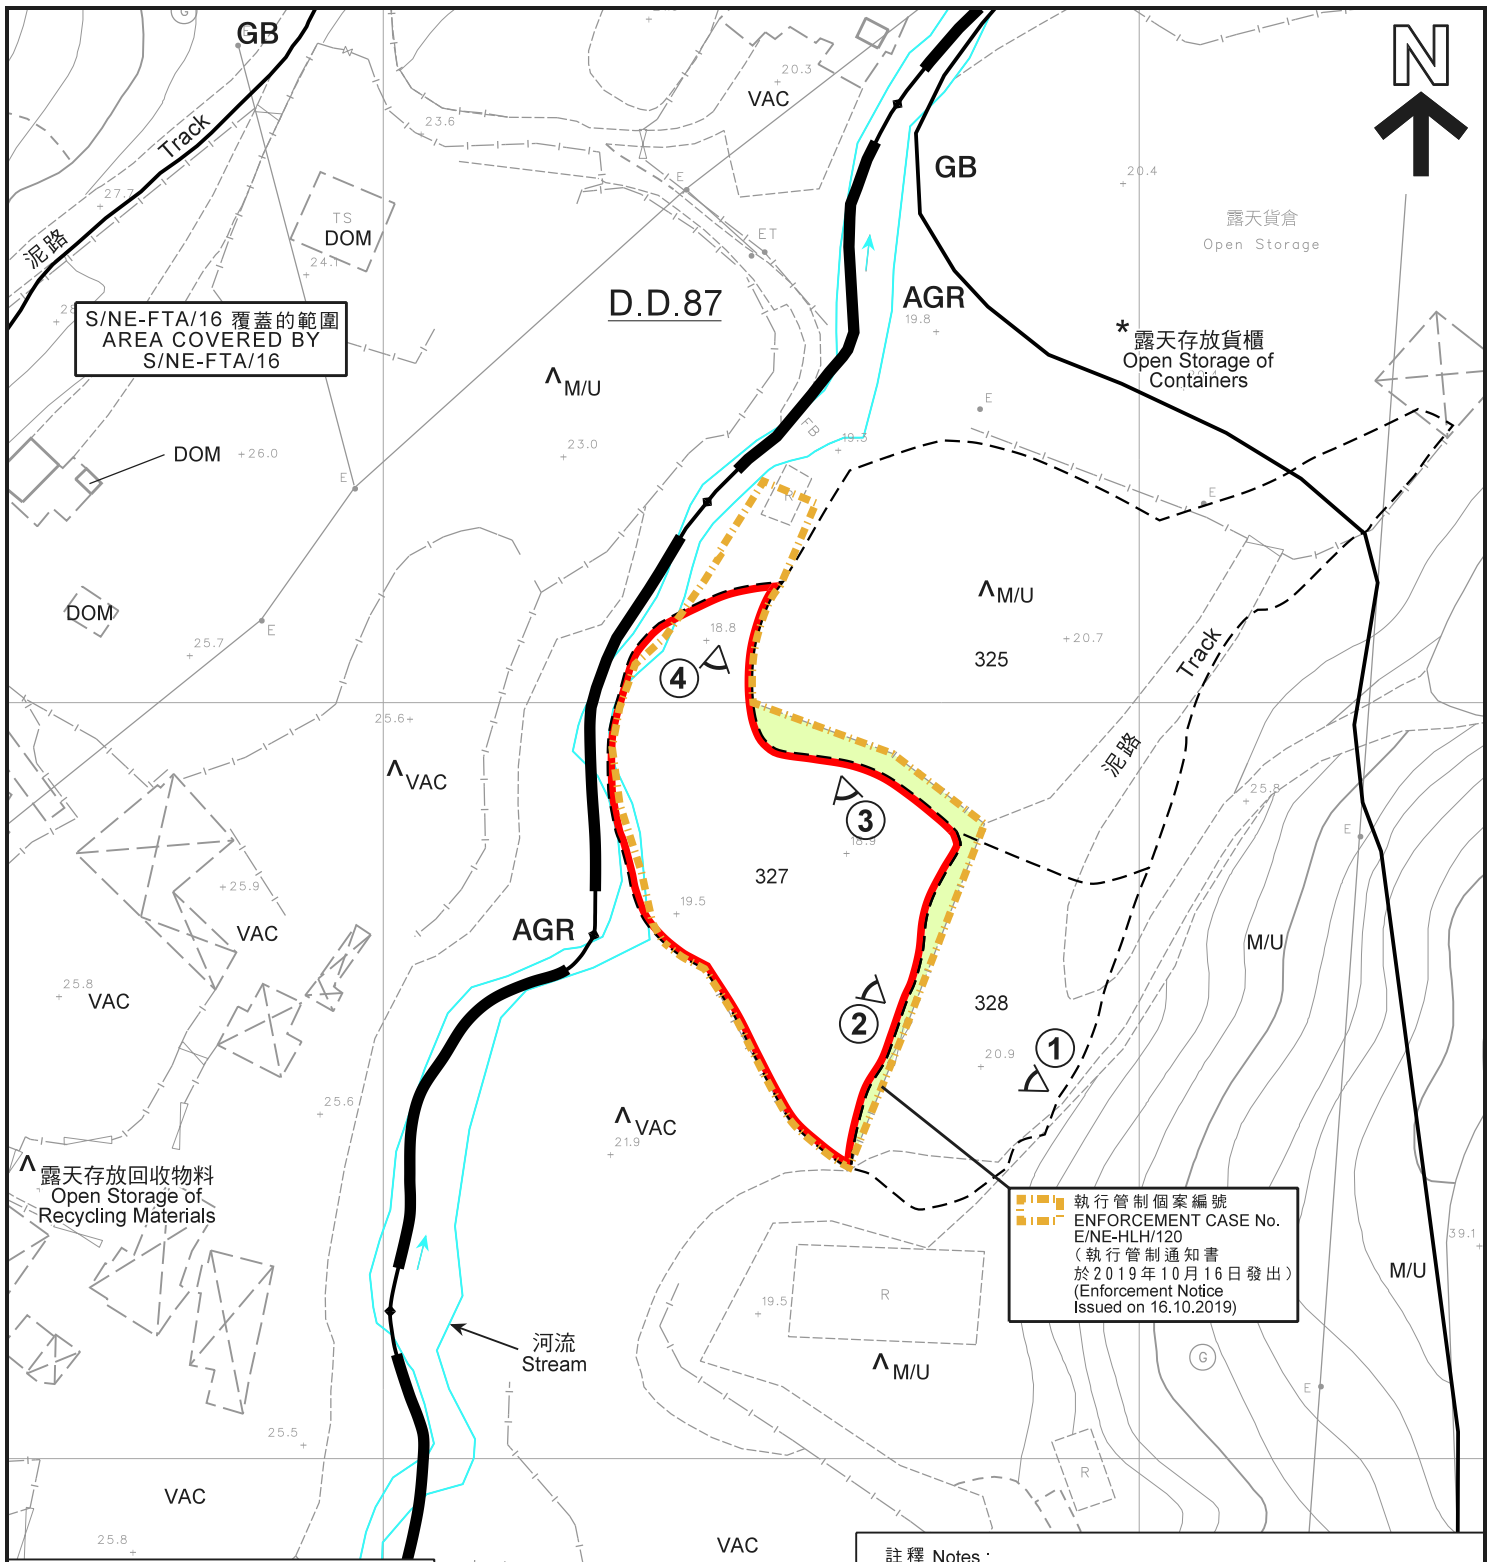 G
GB
N
20.3
VAC
23.6
Track
GB
20.4
27.7
E
TS
DOM
露天貨倉
Open Storage
泥路
ET
24.1
D.D.87
AGR
19.8
S/NE-FTA/16 覆蓋的範圍
AREA COVERED BY
S/NE-FTA/16
* 露天存放貨櫃
Open Storage of
Containers
^ M/U
E
FB
19.3
DOM
26.0
23.0
E
E
R
^ M/U
DOM
25.7
E
18.8
20.7
325
Track
4
25.6
泥路
^ VAC
3
18.9
25.8
E
327
25.9
19.5
VAC
AGR
M/U
25.8
VAC
328
2
1
20.9
25.6
^ VAC
21.9
^ 露天存放回收物料
Open Storage of
Recycling Materials
執行管制個案編號
ENFORCEMENT CASE No.
E/NE-HLH/120
（執行管制通知書
於2019年10月16日發出）
(Enforcement Notice
Issued on 16.10.2019)
39.1
M/U
R
19.5
河流
Stream
^ M/U
G
E
25.5
R
VAC
25.8
VAC
註釋 Notes :